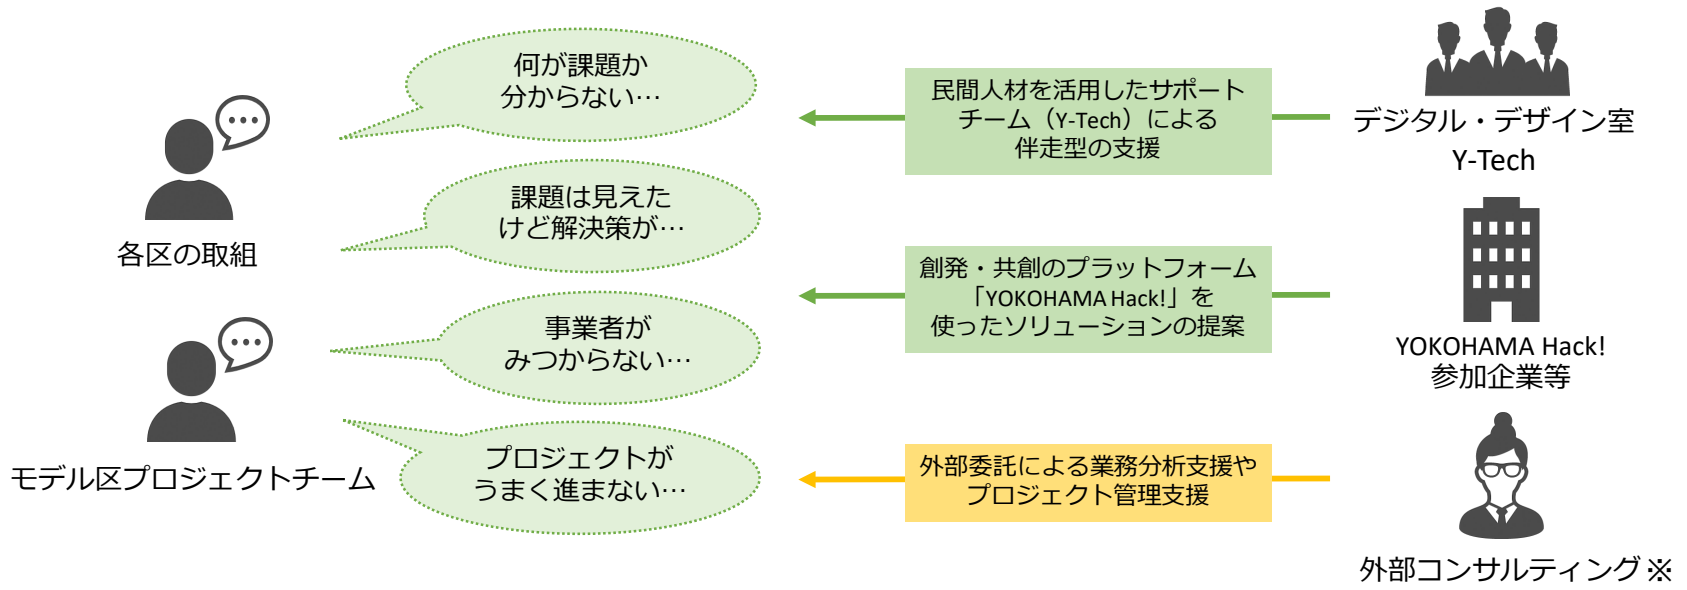 何が課題か
分からない…
課題は見えた
けど解決策が…
各区の取組
事業者が
みつからない…
プロジェクトが
うまく進まない…
モデル区プロジェクトチーム
民間人材を活用したサポート
チーム（Y-Tech）による
伴走型の支援
創発・共創のプラットフォーム
「YOKOHAMA Hack!」を
使ったソリューションの提案
外部委託による業務分析支援や
プロジェクト管理支援
デジタル・デザイン室
Y-Tech
YOKOHAMA Hack!
参加企業等
外部コンサルティング※